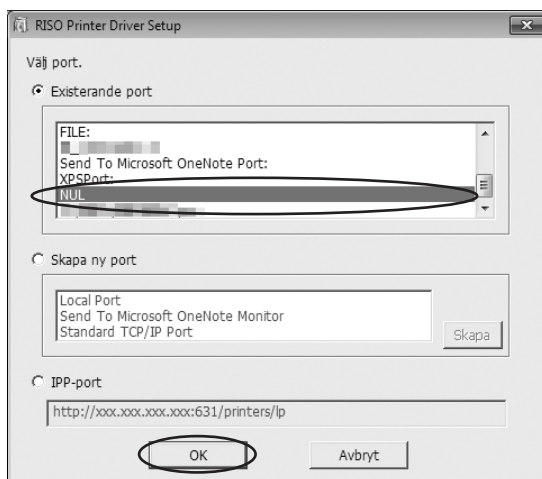 RISO Printer Driver Setup
Välj port.
Existerande port
FILE:
Send To Microsoft OneNote Port:
XPSPort:
NUL
Skapa ny port
Local Port
Send To Microsoft OneNote Monitor
Standard TCP/IP Port
Skapa
IPP-port
http://xxx.xxx.xxx.xxx:631/printers/lp
OK Avbryt